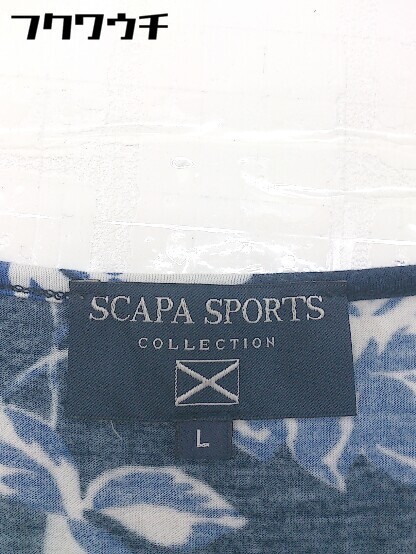 フクワウチ
SCAPA SPORTS
COLLECTION
L